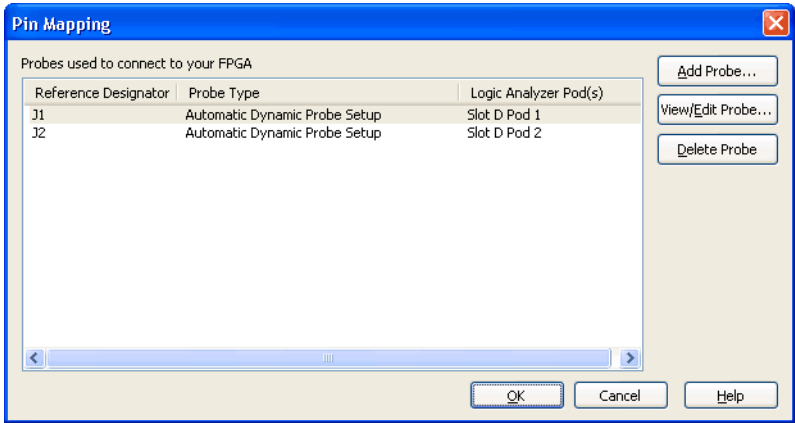 Pin Mapping
Probes used to connect to your FPGA
Reference Designator Probe Type Logic Analyzer Pod(s)
J1 Automatic Dynamic Probe Setup Slot D Pod 1
J2 Automatic Dynamic Probe Setup Slot D Pod 2
Add Probe...
View/Edit Probe...
Delete Probe
OK Cancel Help